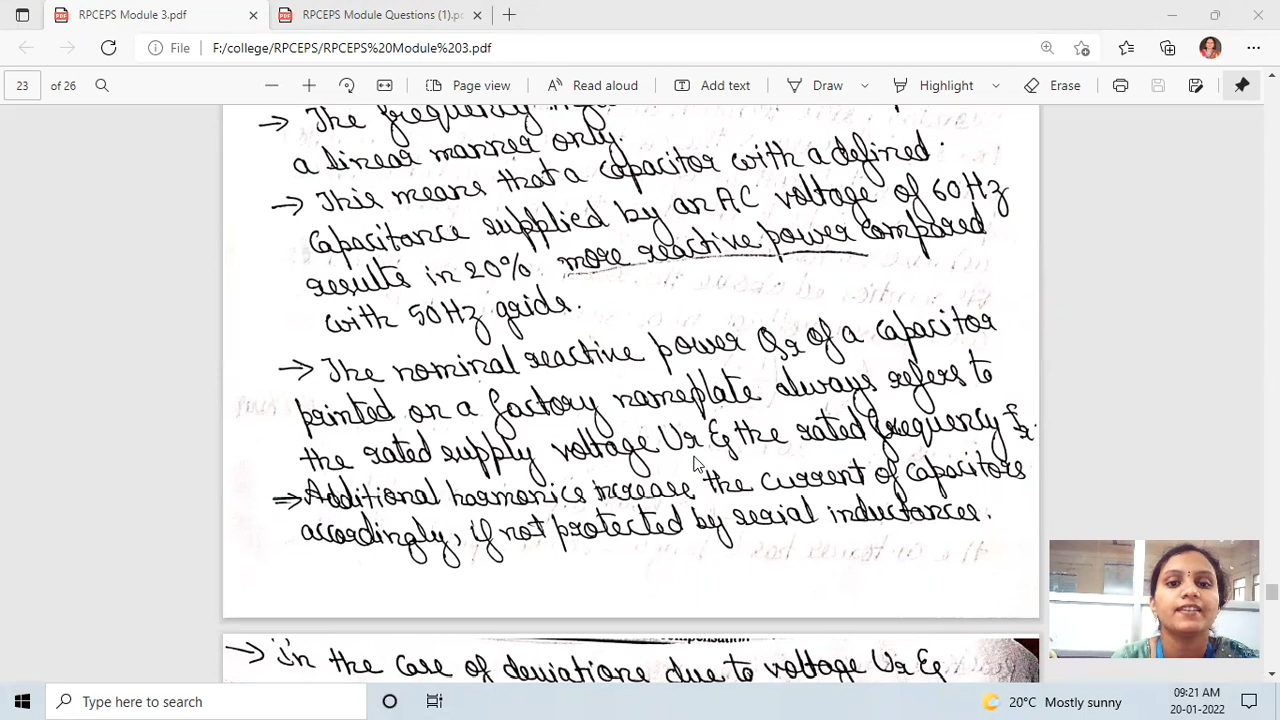 RPCEPS Module 3.pdf
RPCEPS Module Questions (1).p
File F:/college/RPCEPS/RPCEPS%20Module%203.pdf
23 of 26 Page view Read aloud Add text Draw Highlight Erase
→ The frequency
a linear manner only.
→ This means that a capacitor with a defined
capacitance supplied by an AC voltage of 60Hz
results in 20% more reactive power compared
with 50Hz grids.
→ The nominal reactive power Qr of a capacitor
printed on a factory nameplate always refers to
the rated supply voltage Ur & the rated frequency fr.
⇒ Additional harmonics increase the current of capacitors
accordingly, if not protected by serial inductances.
compensation
→ In the case of deviations due to voltage Ur &
Type here to search
20°C Mostly sunny
09:21 AM
20-01-2022